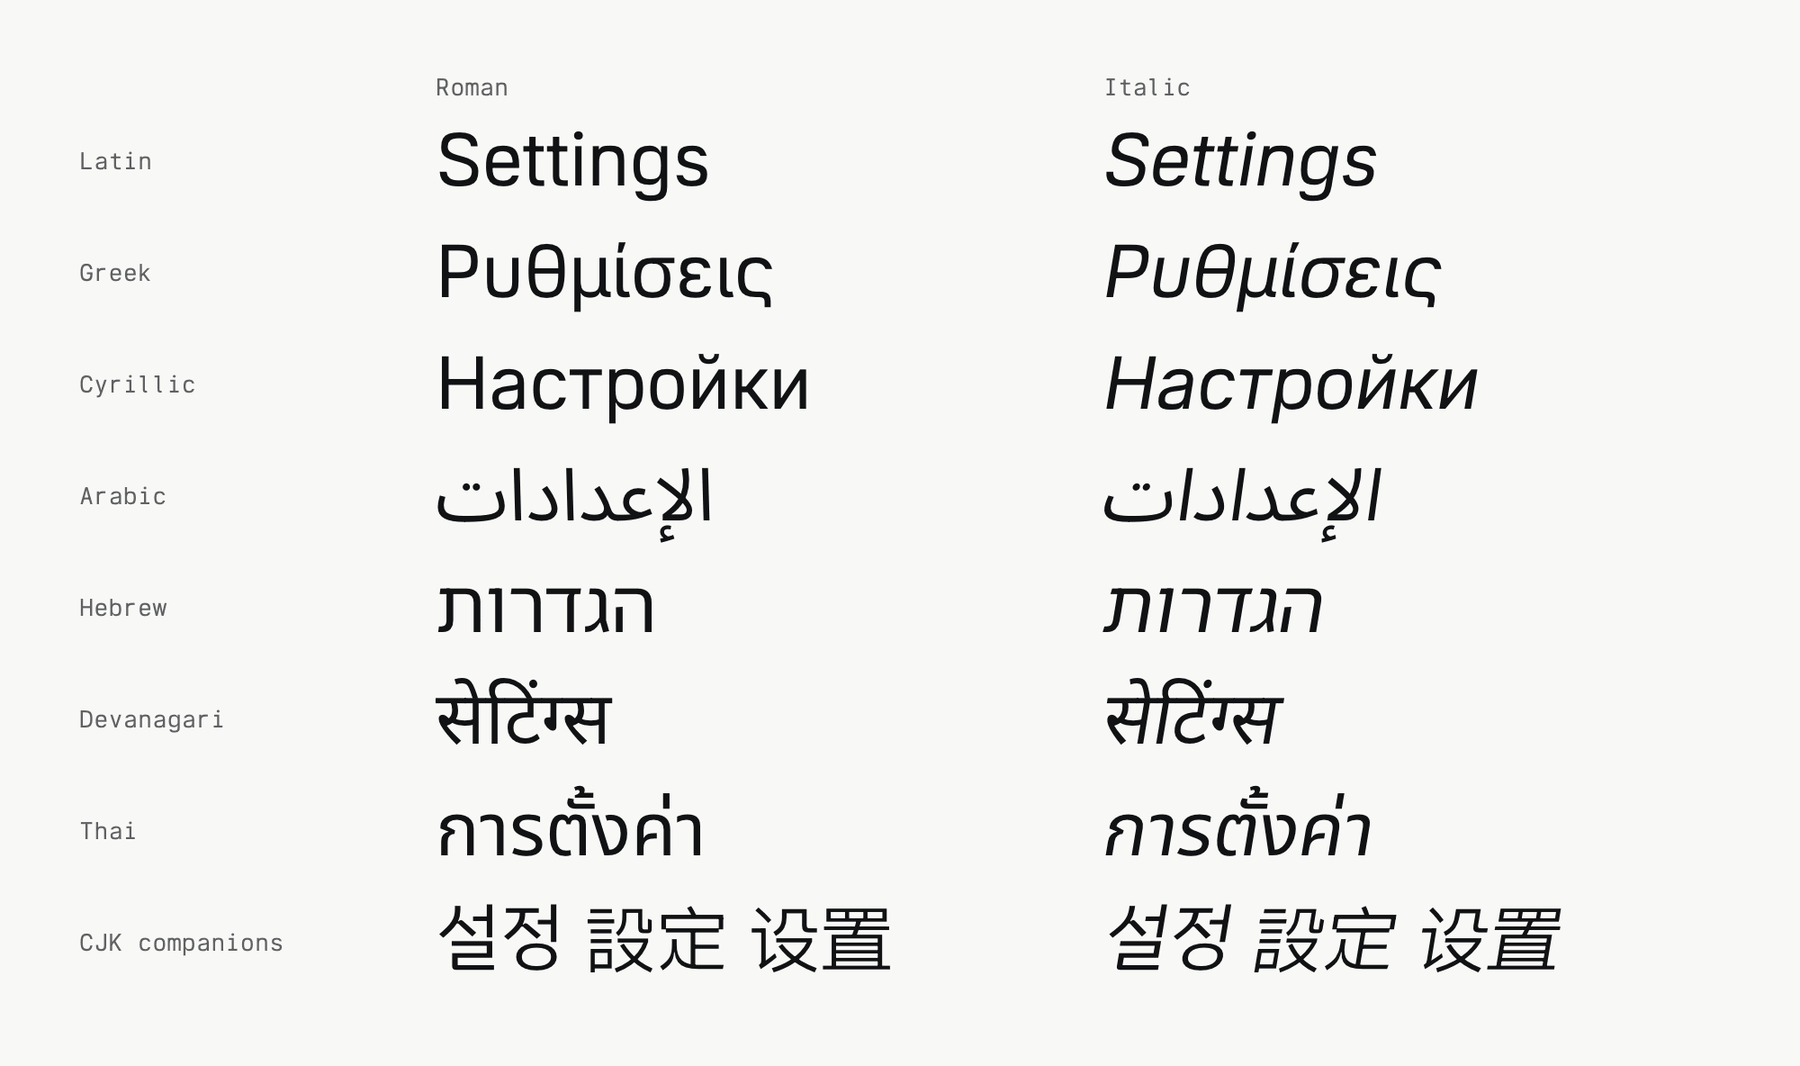 Roman Italic
Latin Settings Settings
Greek Ρυθμίσεις Ρυθμίσεις
Cyrillic Настройки Настройки
Arabic الإعدادات الإعدادات
Hebrew הגדרות הגדרות
Devanagari सेटिंग्स सेटिंग्स
Thai การตั้งค่า การตั้งค่า
CJK companions 설정 設定 设置 설정 設定 设置